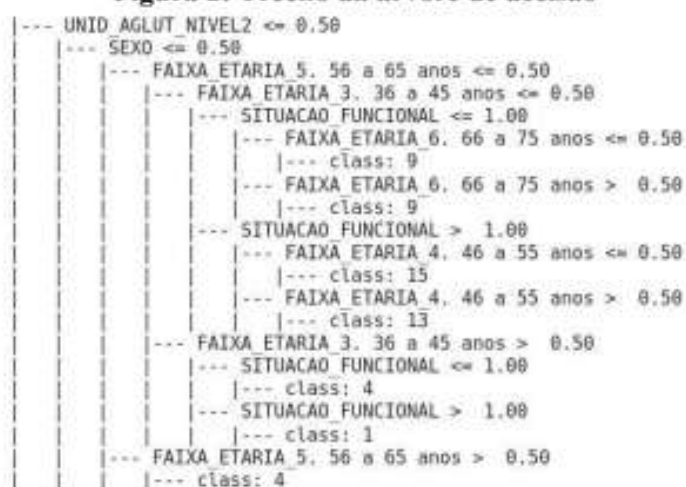 |--- UNID_AGLUT_NIVEL2 <= 0.50
|   |--- SEXO <= 0.50
|   |   |--- FAIXA_ETARIA_5. 56 a 65 anos <= 0.50
|   |   |   |--- FAIXA_ETARIA_3. 36 a 45 anos <= 0.50
|   |   |   |   |--- SITUACAO_FUNCIONAL <= 1.00
|   |   |   |   |   |--- FAIXA_ETARIA_6. 66 a 75 anos <= 0.50
|   |   |   |   |   |   |--- class: 9
|   |   |   |   |   |--- FAIXA_ETARIA_6. 66 a 75 anos >  0.50
|   |   |   |   |   |   |--- class: 9
|   |   |   |   |--- SITUACAO_FUNCIONAL >  1.00
|   |   |   |   |   |--- FAIXA_ETARIA_4. 46 a 55 anos <= 0.50
|   |   |   |   |   |   |--- class: 15
|   |   |   |   |   |--- FAIXA_ETARIA_4. 46 a 55 anos >  0.50
|   |   |   |   |   |   |--- class: 13
|   |   |   |--- FAIXA_ETARIA_3. 36 a 45 anos >  0.50
|   |   |   |   |--- SITUACAO_FUNCIONAL <= 1.00
|   |   |   |   |   |--- class: 4
|   |   |   |   |--- SITUACAO_FUNCIONAL >  1.00
|   |   |   |   |   |--- class: 1
|   |   |--- FAIXA_ETARIA_5. 56 a 65 anos >  0.50
|   |   |   |--- class: 4